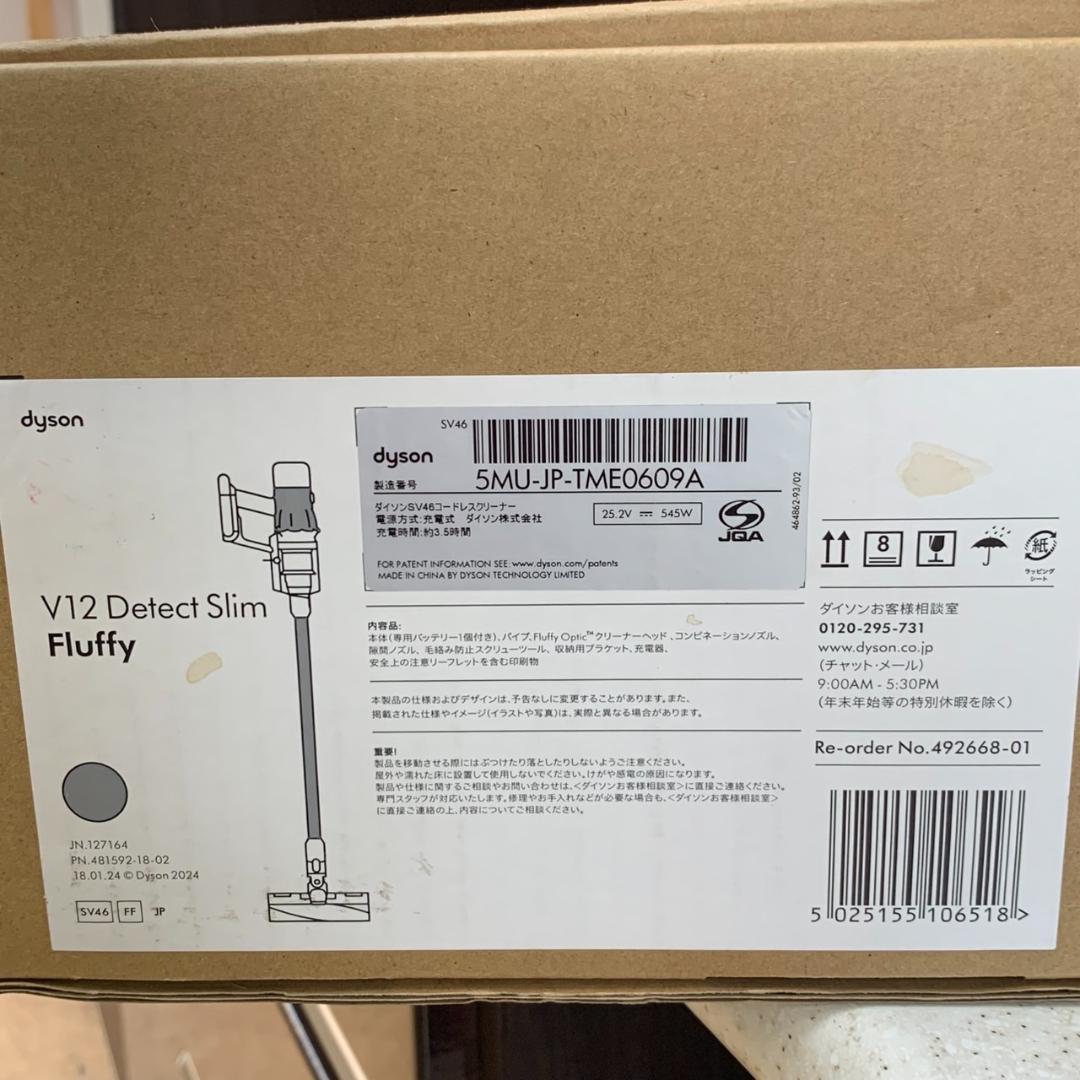 dyson
V12 Detect Slim
Fluffy
JN.127164
PN.481592-18-02
18.01.24 © Dyson 2024
SV46 FF JP
SV46
dyson
製造番号 5MU-JP-TME0609A
ダイソンSV46コードレスクリーナー
電源方式:充電式 ダイソン株式会社
充電時間:約3.5時間
25.2V ⎓ 545W
JQA
464862-93/02
FOR PATENT INFORMATION SEE: www.dyson.com/patents
MADE IN CHINA BY DYSON TECHNOLOGY LIMITED
内容品:
本体(専用バッテリー1個付き)、パイプ、Fluffy Optic™クリーナーヘッド、コンビネーションノズル、
隙間ノズル、毛絡み防止スクリューツール、収納用ブラケット、充電器、
安全上の注意リーフレットを含む印刷物
本製品の仕様およびデザインは、予告なしに変更することがあります。また、
掲載された仕様やイメージ(イラストや写真)は、実際と異なる場合があります。
重要!
製品を移動させる際にはぶつけたり落としたりしないようご注意ください。
屋外や濡れた床に設置して使用しないでください。けがや感電の原因になります。
製品や仕様に関するご相談やお問い合わせは、<ダイソンお客様相談室>に直接ご連絡ください。
専門スタッフが対応いたします。修理やお手入れなどが必要な場合も、<ダイソンお客様相談室>
に直接ご連絡の上、内容についてご相談ください。
8
紙
ラッピング
シート
ダイソンお客様相談室
0120-295-731
www.dyson.co.jp
(チャット・メール)
9:00AM - 5:30PM
(年末年始等の特別休暇を除く)
Re-order No.492668-01
5 025155 106518 >